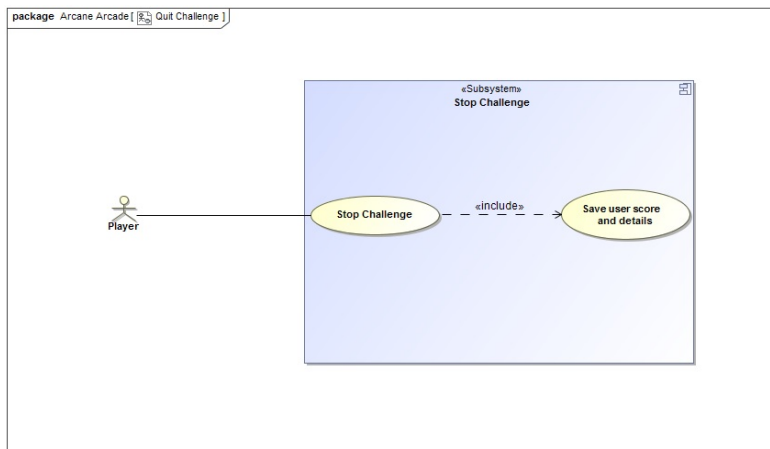 package Arcane Arcade [ Quit Challenge ]
«Subsystem»
Stop Challenge
Player
Stop Challenge
«include»
Save user score
and details